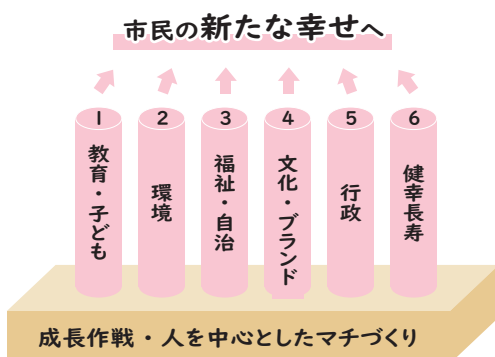 市民の新たな幸せへ
1
教育・子ども
2
環境
3
福祉・自治
4
文化・ブランド
5
行政
6
健幸長寿
成長作戦・人を中心としたマチづくり